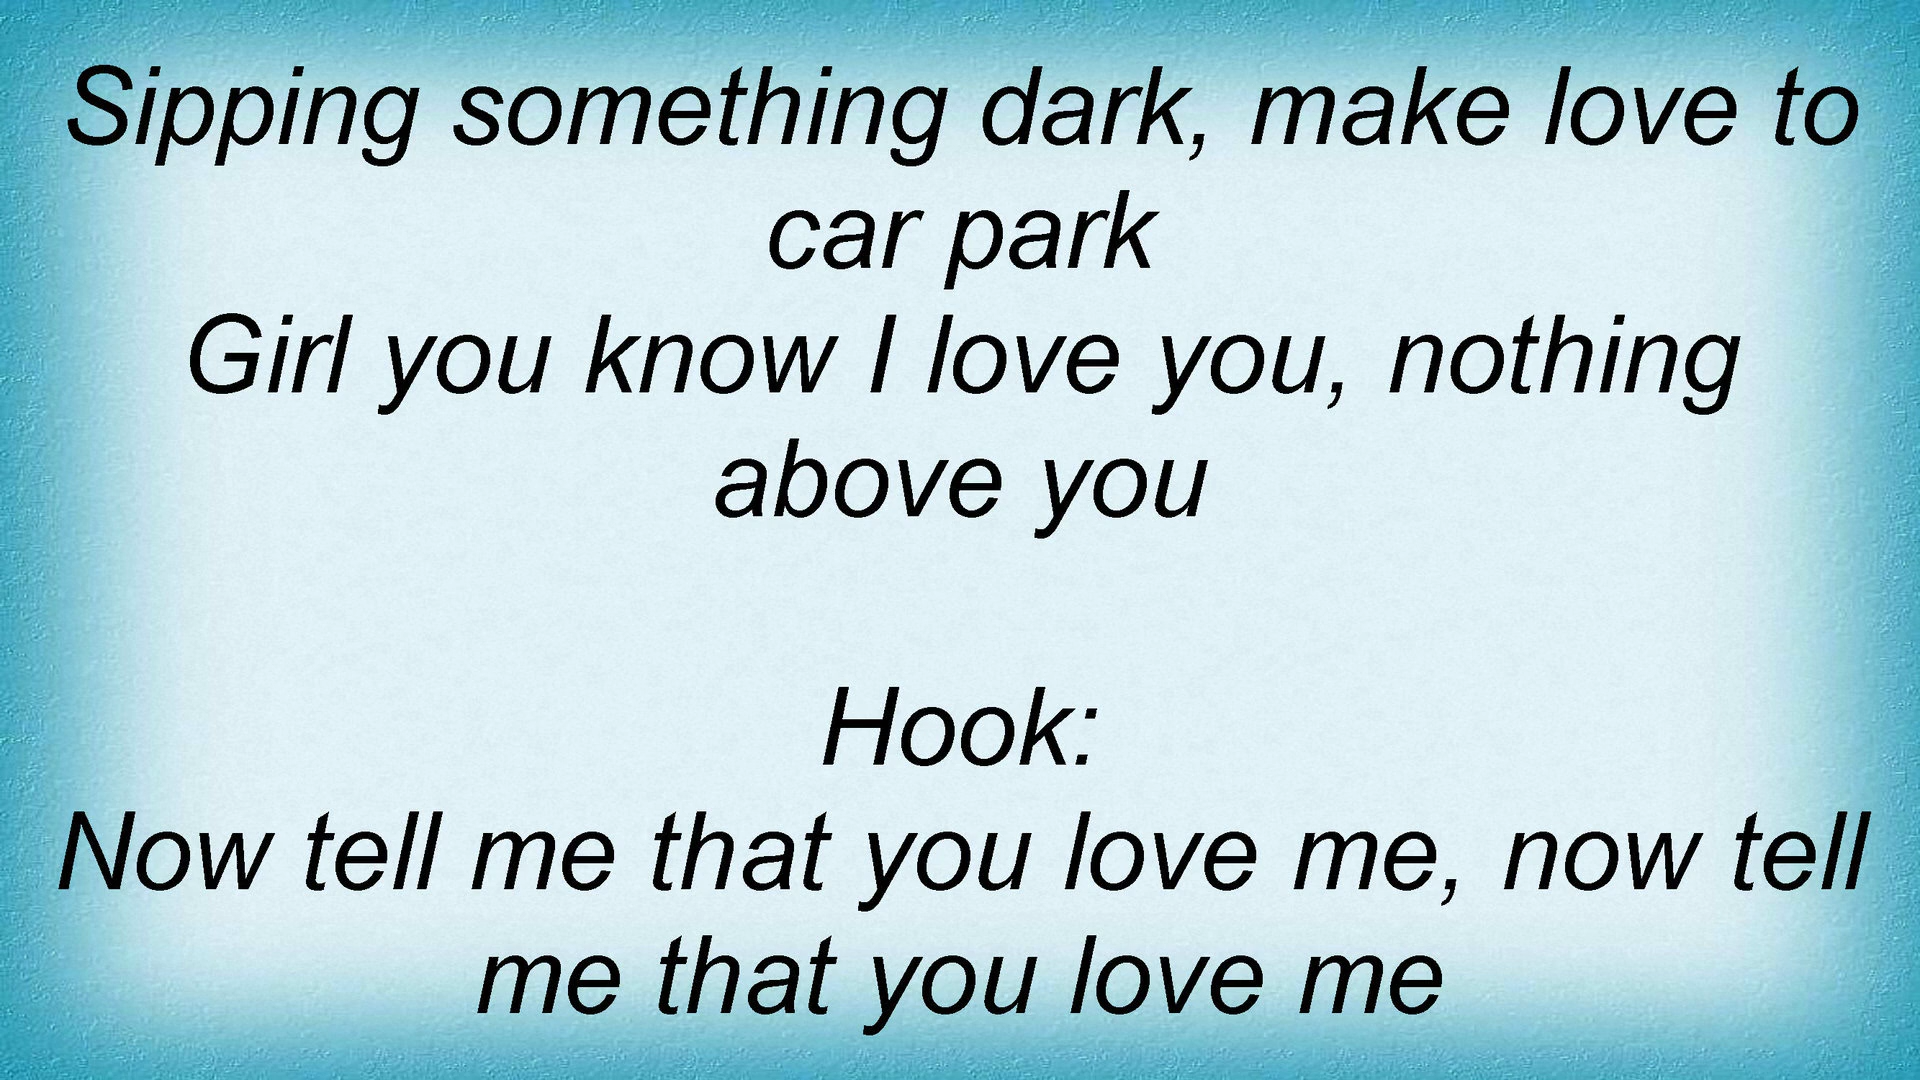 Sipping something dark, make love to
car park
Girl you know I love you, nothing
above you
Hook:
Now tell me that you love me, now tell
me that you love me